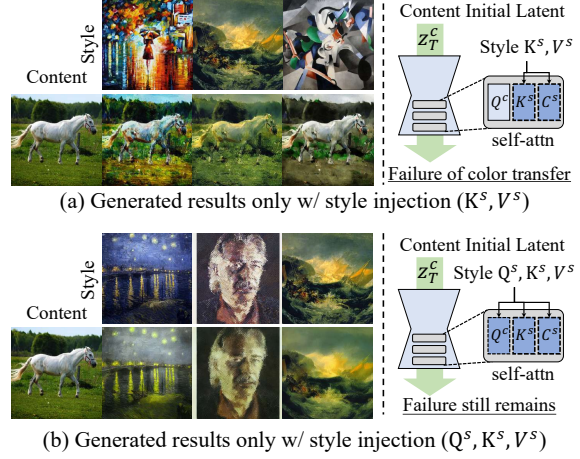 Style
Content
Content Initial Latent
z_T^c
Style K^s, V^s
Q^c K^s C^s
self-attn
Failure of color transfer
(a) Generated results only w/ style injection (K^s, V^s)
Style
Content
Content Initial Latent
z_T^c
Style Q^s, K^s, V^s
Q^c K^s C^s
self-attn
Failure still remains
(b) Generated results only w/ style injection (Q^s, K^s, V^s)